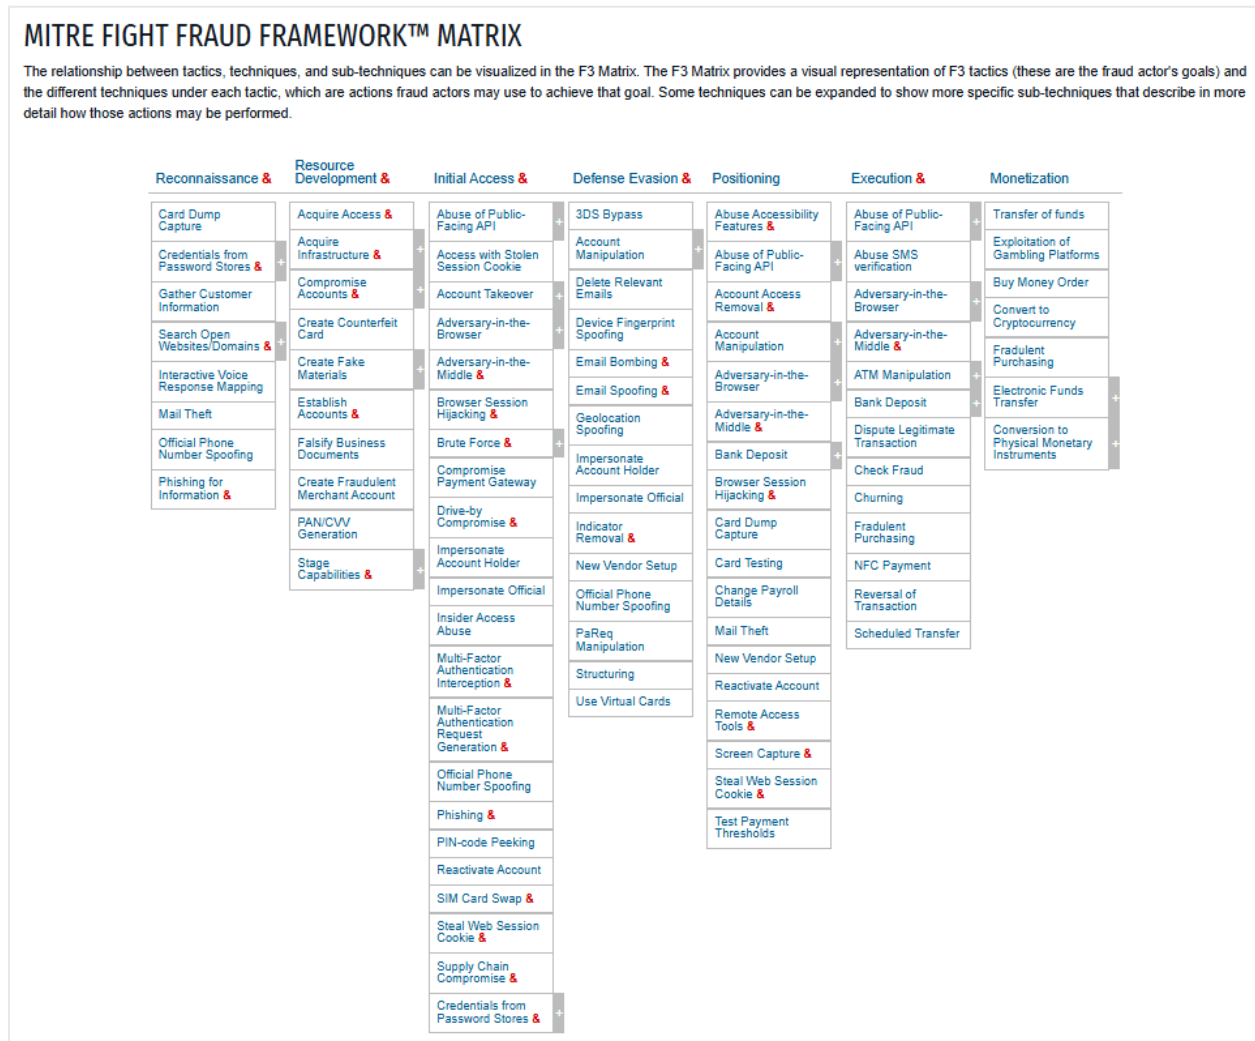 MITRE FIGHT FRAUD FRAMEWORK™ MATRIX
The relationship between tactics, techniques, and sub-techniques can be visualized in the F3 Matrix. The F3 Matrix provides a visual representation of F3 tactics (these are the fraud actor's goals) and
the different techniques under each tactic, which are actions fraud actors may use to achieve that goal. Some techniques can be expanded to show more specific sub-techniques that describe in more
detail how those actions may be performed.
Reconnaissance &
Card Dump
Capture
Credentials from
Password Stores &
+
Gather Customer
Information
Search Open
Websites/Domains &
+
Interactive Voice
Response Mapping
Mail Theft
Official Phone
Number Spoofing
Phishing for
Information &
Resource
Development &
Acquire Access &
Acquire
Infrastructure &
+
Compromise
Accounts &
+
Create Counterfeit
Card
Create Fake
Materials
+
Establish
Accounts &
Falsify Business
Documents
Create Fraudulent
Merchant Account
PAN/CVV
Generation
Stage
Capabilities &
+
Initial Access &
Abuse of Public-
Facing API
+
Access with Stolen
Session Cookie
Account Takeover
+
Adversary-in-the-
Browser
+
Adversary-in-the-
Middle &
Browser Session
Hijacking &
Brute Force &
+
Compromise
Payment Gateway
Drive-by
Compromise &
Impersonate
Account Holder
Impersonate Official
Insider Access
Abuse
Multi-Factor
Authentication
Interception &
Multi-Factor
Authentication
Request
Generation &
Official Phone
Number Spoofing
Phishing &
PIN-code Peeking
Reactivate Account
SIM Card Swap &
Steal Web Session
Cookie &
Supply Chain
Compromise &
Credentials from
Password Stores &
+
Defense Evasion &
3DS Bypass
Account
Manipulation
+
Delete Relevant
Emails
Device Fingerprint
Spoofing
Email Bombing &
Email Spoofing &
Geolocation
Spoofing
Impersonate
Account Holder
Impersonate Official
Indicator
Removal &
New Vendor Setup
Official Phone
Number Spoofing
PaReq
Manipulation
Structuring
Use Virtual Cards
Positioning
Abuse Accessibility
Features &
Abuse of Public-
Facing API
+
Account Access
Removal &
Account
Manipulation
+
Adversary-in-the-
Browser
+
Adversary-in-the-
Middle &
Bank Deposit
+
Browser Session
Hijacking &
Card Dump
Capture
Card Testing
Change Payroll
Details
Mail Theft
New Vendor Setup
Reactivate Account
Remote Access
Tools &
Screen Capture &
Steal Web Session
Cookie &
Test Payment
Thresholds
Execution &
Abuse of Public-
Facing API
+
Abuse SMS
verification
Adversary-in-the-
Browser
+
Adversary-in-the-
Middle &
ATM Manipulation
+
Bank Deposit
+
Dispute Legitimate
Transaction
Check Fraud
Churning
Fradulent
Purchasing
NFC Payment
Reversal of
Transaction
Scheduled Transfer
Monetization
Transfer of funds
Exploitation of
Gambling Platforms
Buy Money Order
Convert to
Cryptocurrency
Fradulent
Purchasing
Electronic Funds
Transfer
+
Conversion to
Physical Monetary
Instruments
+